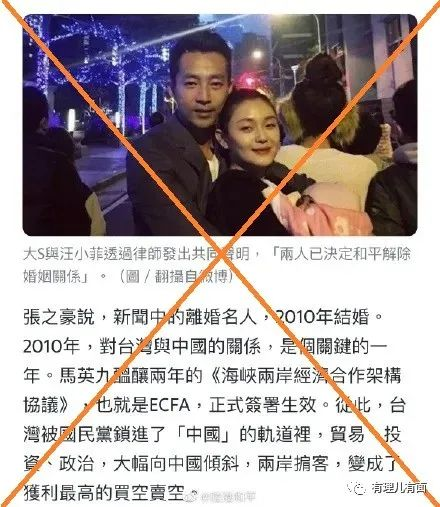 大S與汪小菲透過律師發出共同聲明，「兩人已決定和平解除
婚姻關係」。（圖／翻攝自微博）
張之豪說，新聞中的離婚名人，2010年結婚。
2010年，對台灣與中國的關係，是個關鍵的一
年。馬英九醞釀兩年的《海峽兩岸經濟合作架構
協議》，也就是ECFA，正式簽署生效。從此，台
灣被國民黨鎖進了「中國」的軌道裡，貿易、投
資、政治，大幅向中國傾斜，兩岸掮客，變成了
獲利最高的買空賣空。
有理儿有面